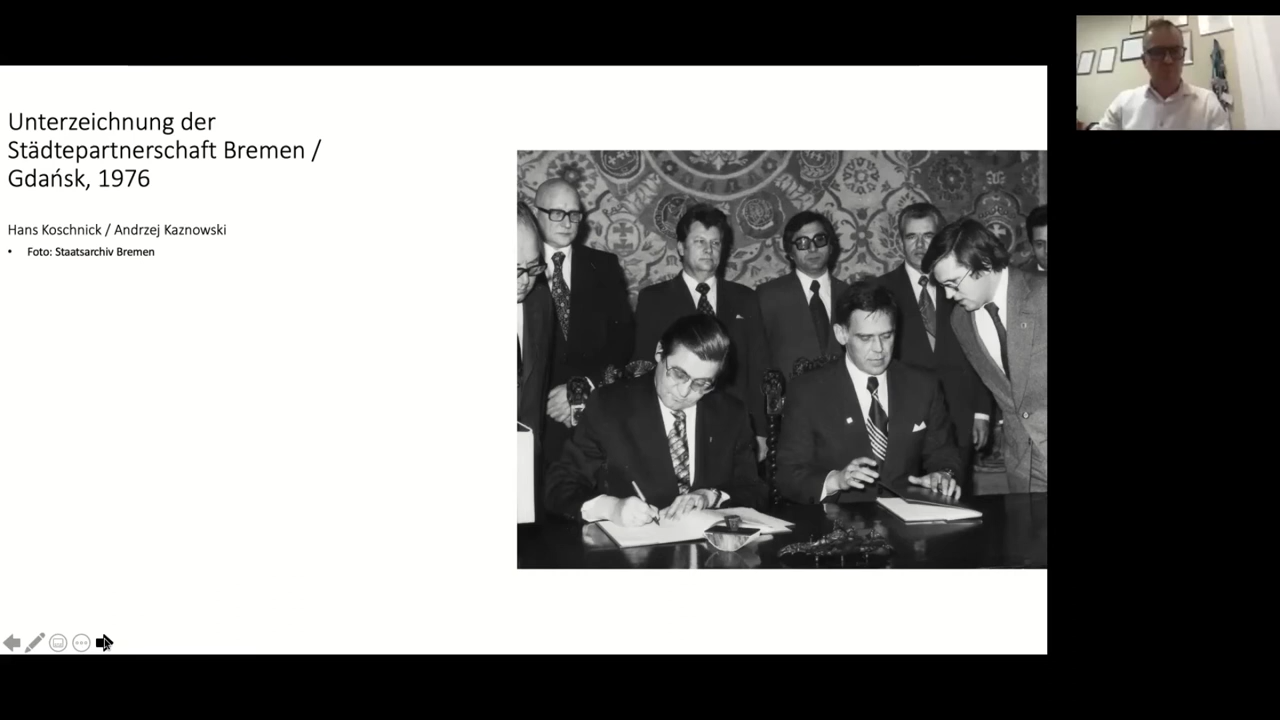 Unterzeichnung der
Städtepartnerschaft Bremen /
Gdańsk, 1976
Hans Koschnick / Andrzej Kaznowski
• Foto: Staatsarchiv Bremen